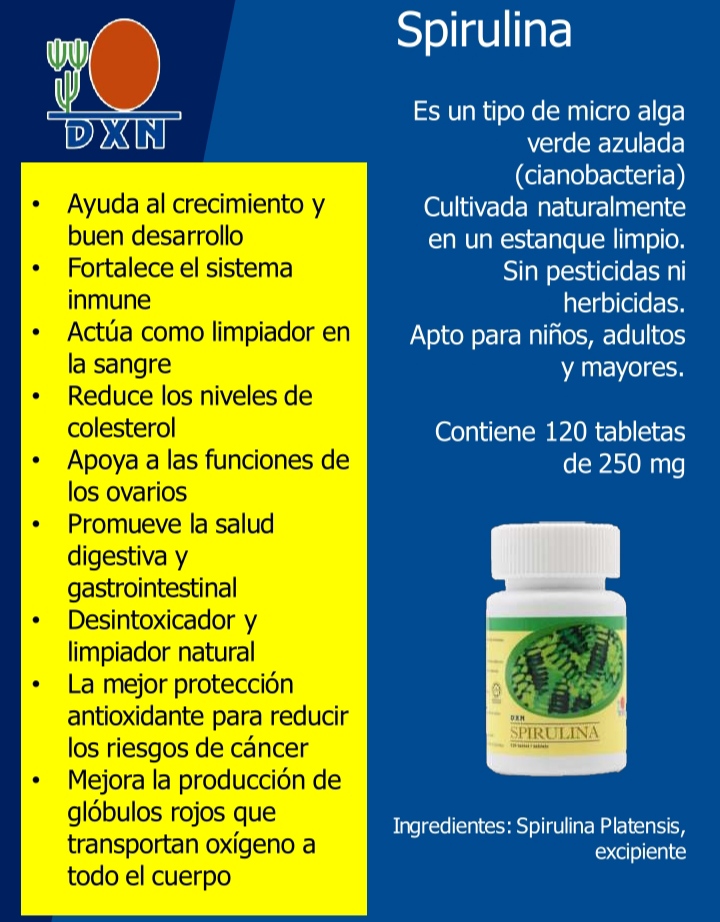 DXN
Spirulina
Es un tipo de micro alga
verde azulada
(cianobacteria)
Cultivada naturalmente
en un estanque limpio.
Sin pesticidas ni
herbicidas.
Apto para niños, adultos
y mayores.
Contiene 120 tabletas
de 250 mg
• Ayuda al crecimiento y
buen desarrollo
• Fortalece el sistema
inmune
• Actúa como limpiador en
la sangre
• Reduce los niveles de
colesterol
• Apoya a las funciones de
los ovarios
• Promueve la salud
digestiva y
gastrointestinal
• Desintoxicador y
limpiador natural
• La mejor protección
antioxidante para reducir
los riesgos de cáncer
• Mejora la producción de
glóbulos rojos que
transportan oxígeno a
todo el cuerpo
DXN
SPIRULINA
Ingredientes: Spirulina Platensis,
excipiente